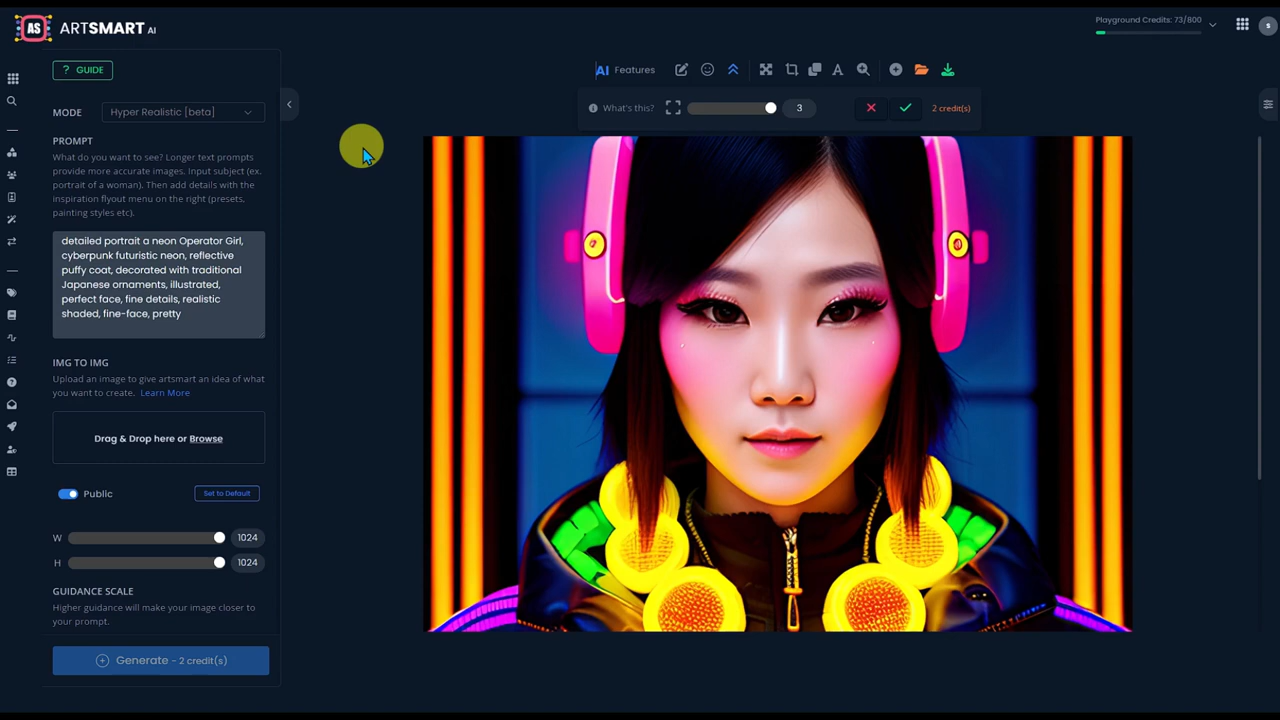 AS ARTSMART AI
Playground Credits: 73/800
S
? GUIDE
AI Features
What's this?
3
2 credit(s)
MODE
Hyper Realistic [beta]
PROMPT
What do you want to see? Longer text prompts
provide more accurate images. Input subject (ex.
portrait of a woman). Then add details with the
inspiration flyout menu on the right (presets,
painting styles etc).
detailed portrait a neon Operator Girl,
cyberpunk futuristic neon, reflective
puffy coat, decorated with traditional
Japanese ornaments, illustrated,
perfect face, fine details, realistic
shaded, fine-face, pretty
IMG TO IMG
Upload an image to give artsmart an idea of what
you want to create. Learn More
Drag & Drop here or Browse
Public
Set to Default
W 1024
H 1024
GUIDANCE SCALE
Higher guidance will make your image closer to
your prompt.
Generate - 2 credit(s)